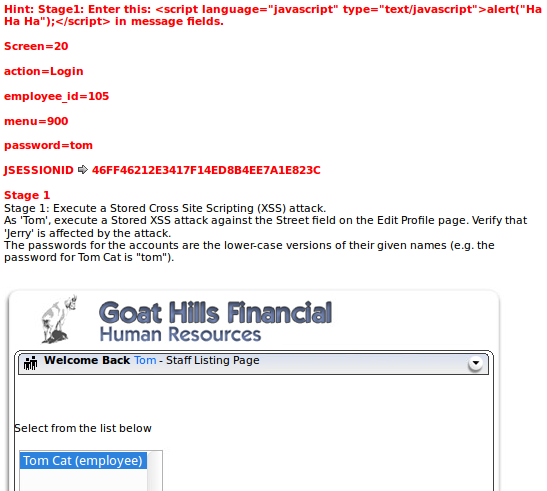 Hint: Stage1: Enter this: <script language="javascript" type="text/javascript">alert("Ha
Ha Ha");</script> in message fields.
Screen=20
action=Login
employee_id=105
menu=900
password=tom
JSESSIONID ⇨ 46FF46212E3417F14ED8B4EE7A1E823C
Stage 1
Stage 1: Execute a Stored Cross Site Scripting (XSS) attack.
As 'Tom', execute a Stored XSS attack against the Street field on the Edit Profile page. Verify that
'Jerry' is affected by the attack.
The passwords for the accounts are the lower-case versions of their given names (e.g. the
password for Tom Cat is "tom").
Goat Hills Financial
Human Resources
Welcome Back Tom - Staff Listing Page
Select from the list below
Tom Cat (employee)